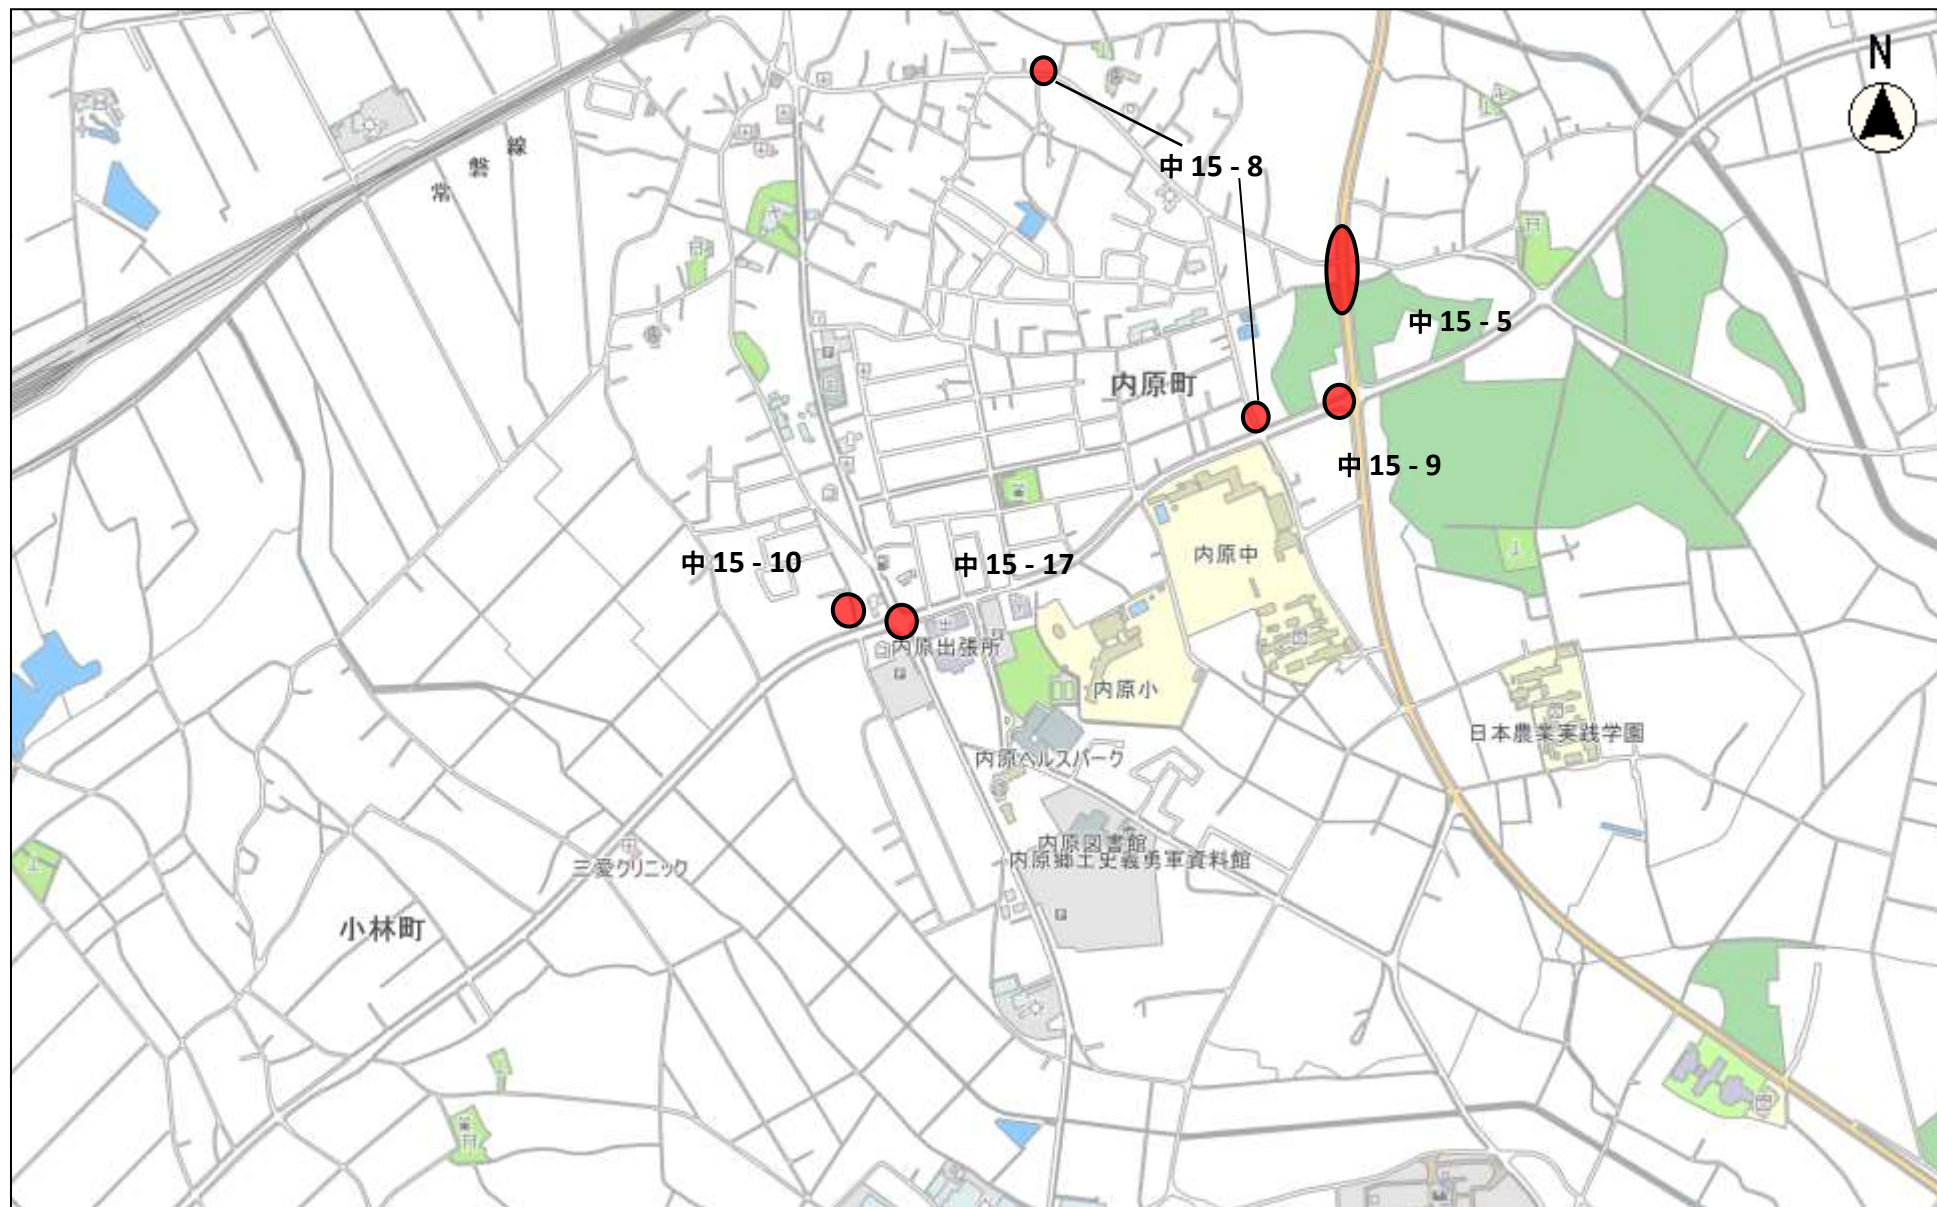 N
常磐線
中 15 - 8
中 15 - 5
内原町
中 15 - 9
中 15 - 10
中 15 - 17
内原中
内原出張所
内原小
日本農業実践学園
内原ヘルスパーク
内原図書館
内原郷土史義勇軍資料館
三愛クリニック
小林町